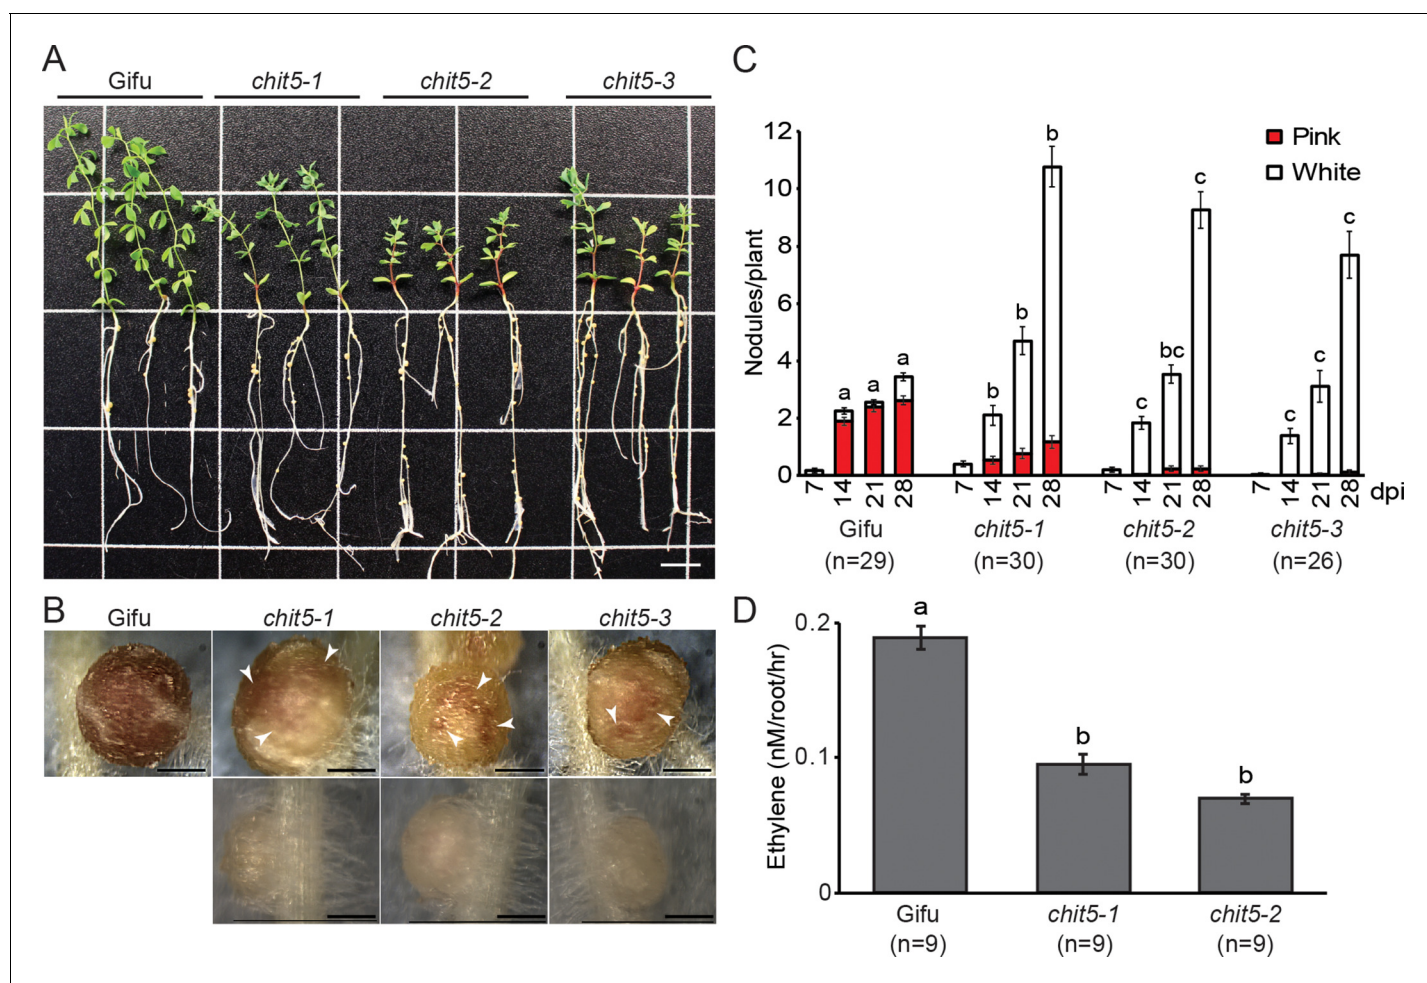 A
Gifu chit5-1 chit5-2 chit5-3
B
Gifu chit5-1 chit5-2 chit5-3
C
Nodules/plant
12
10
8
6
4
2
0
Pink
White
a a a
b b b
c bc c
c c c
7 14 21 28 7 14 21 28 7 14 21 28 7 14 21 28 dpi
Gifu chit5-1 chit5-2 chit5-3
(n=29) (n=30) (n=30) (n=26)
D
Ethylene (nM/root/hr)
0.2
0.1
0
a b b
Gifu chit5-1 chit5-2
(n=9) (n=9) (n=9)